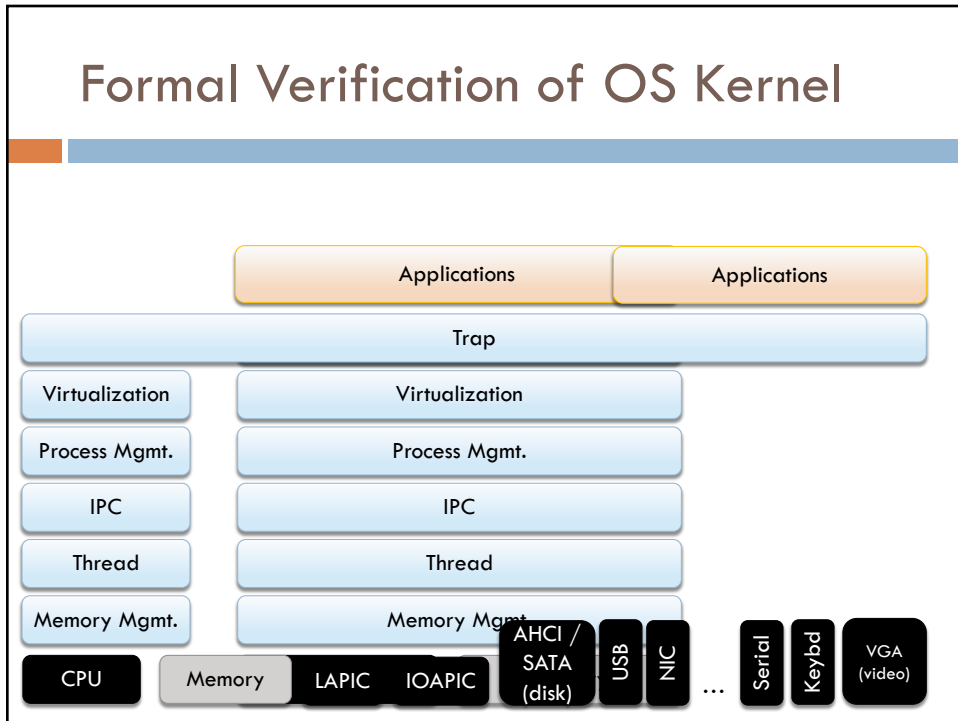 Formal Verification of OS Kernel
Applications
Applications
Trap
Virtualization
Virtualization
Process Mgmt.
Process Mgmt.
IPC
IPC
Thread
Thread
Memory Mgmt.
Memory Mgmt.
CPU
Memory
LAPIC
IOAPIC
AHCI /
SATA
(disk)
USB
NIC
...
Serial
Keybd
VGA
(video)